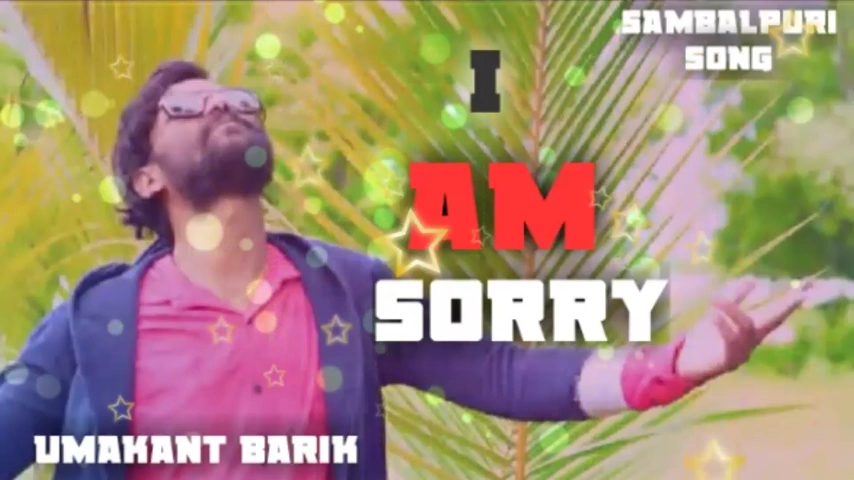 SAMBALPURI
SONG
I
AM
SORRY
UMAKANT BARIK